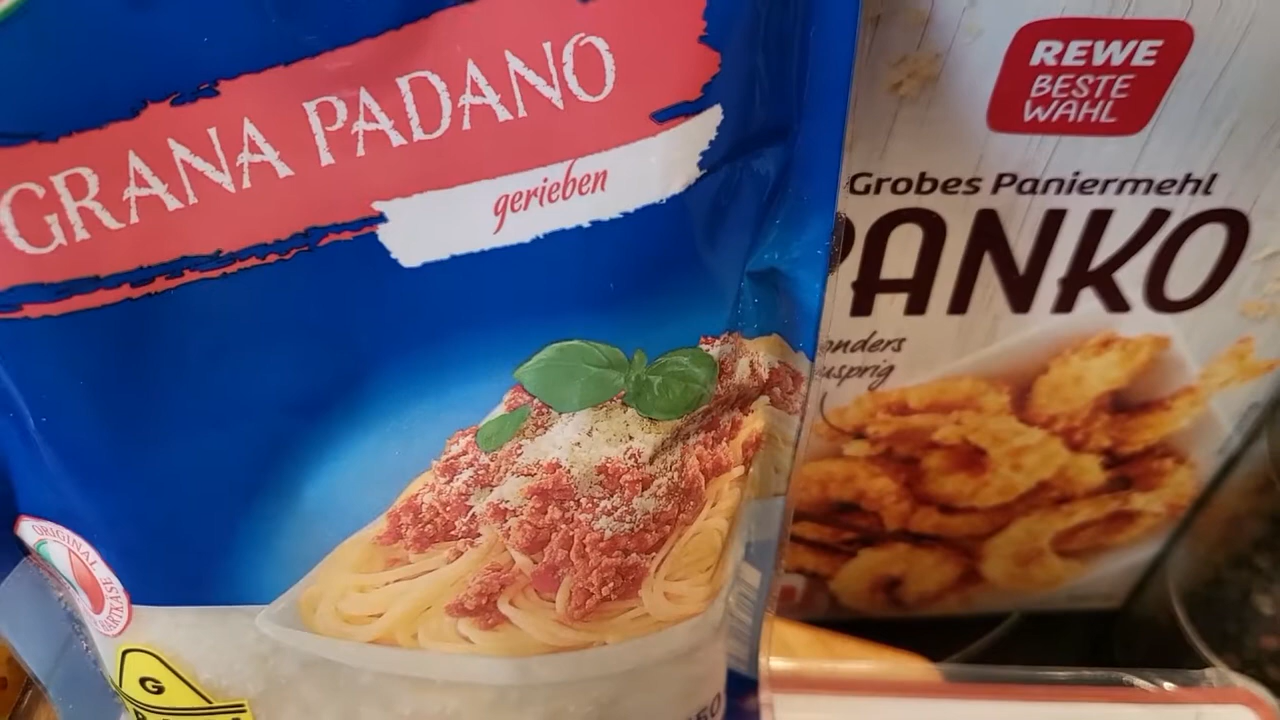 GRANA PADANO
gerieben
REWE
BESTE
WAHL
Grobes Paniermehl
PANKO
G